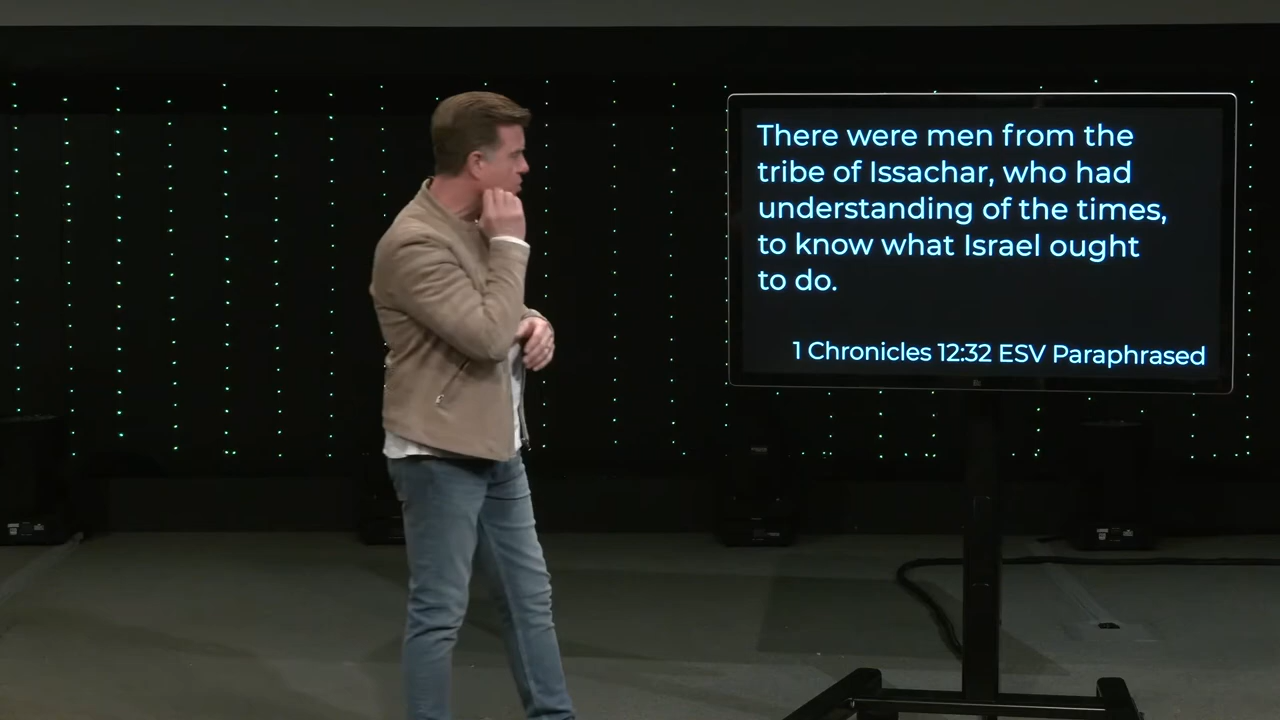 There were men from the
tribe of Issachar, who had
understanding of the times,
to know what Israel ought
to do.
1 Chronicles 12:32 ESV Paraphrased